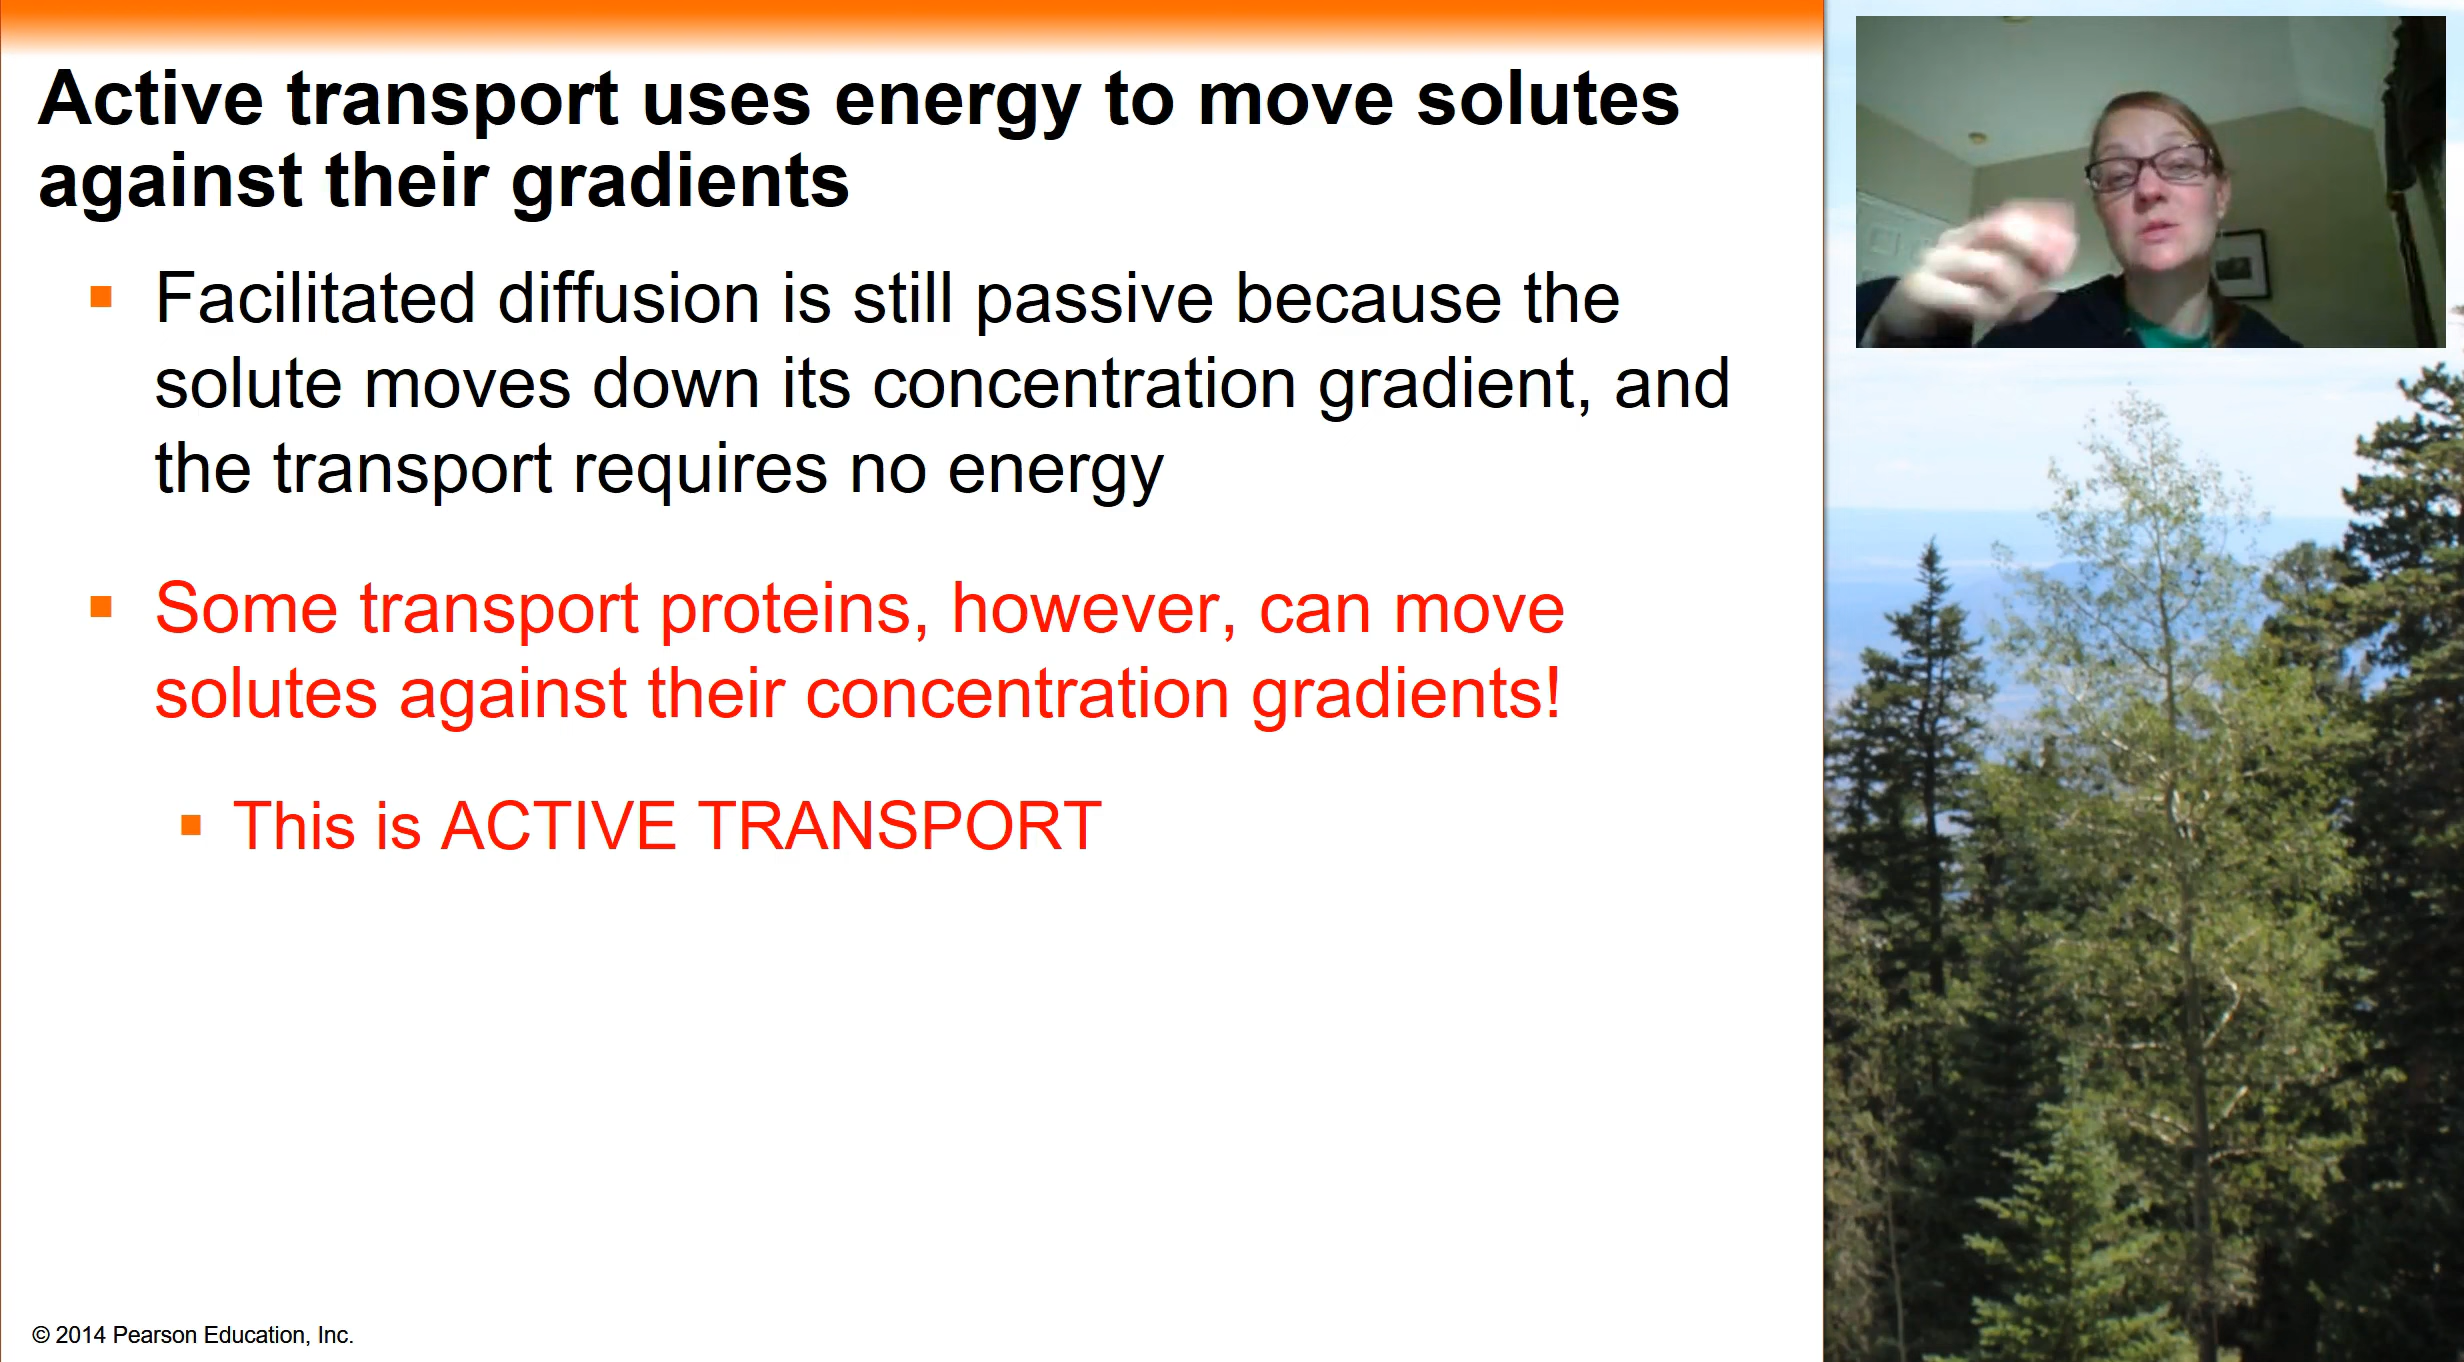 Active transport uses energy to move solutes
against their gradients
Facilitated diffusion is still passive because the
solute moves down its concentration gradient, and
the transport requires no energy
Some transport proteins, however, can move
solutes against their concentration gradients!
This is ACTIVE TRANSPORT
© 2014 Pearson Education, Inc.